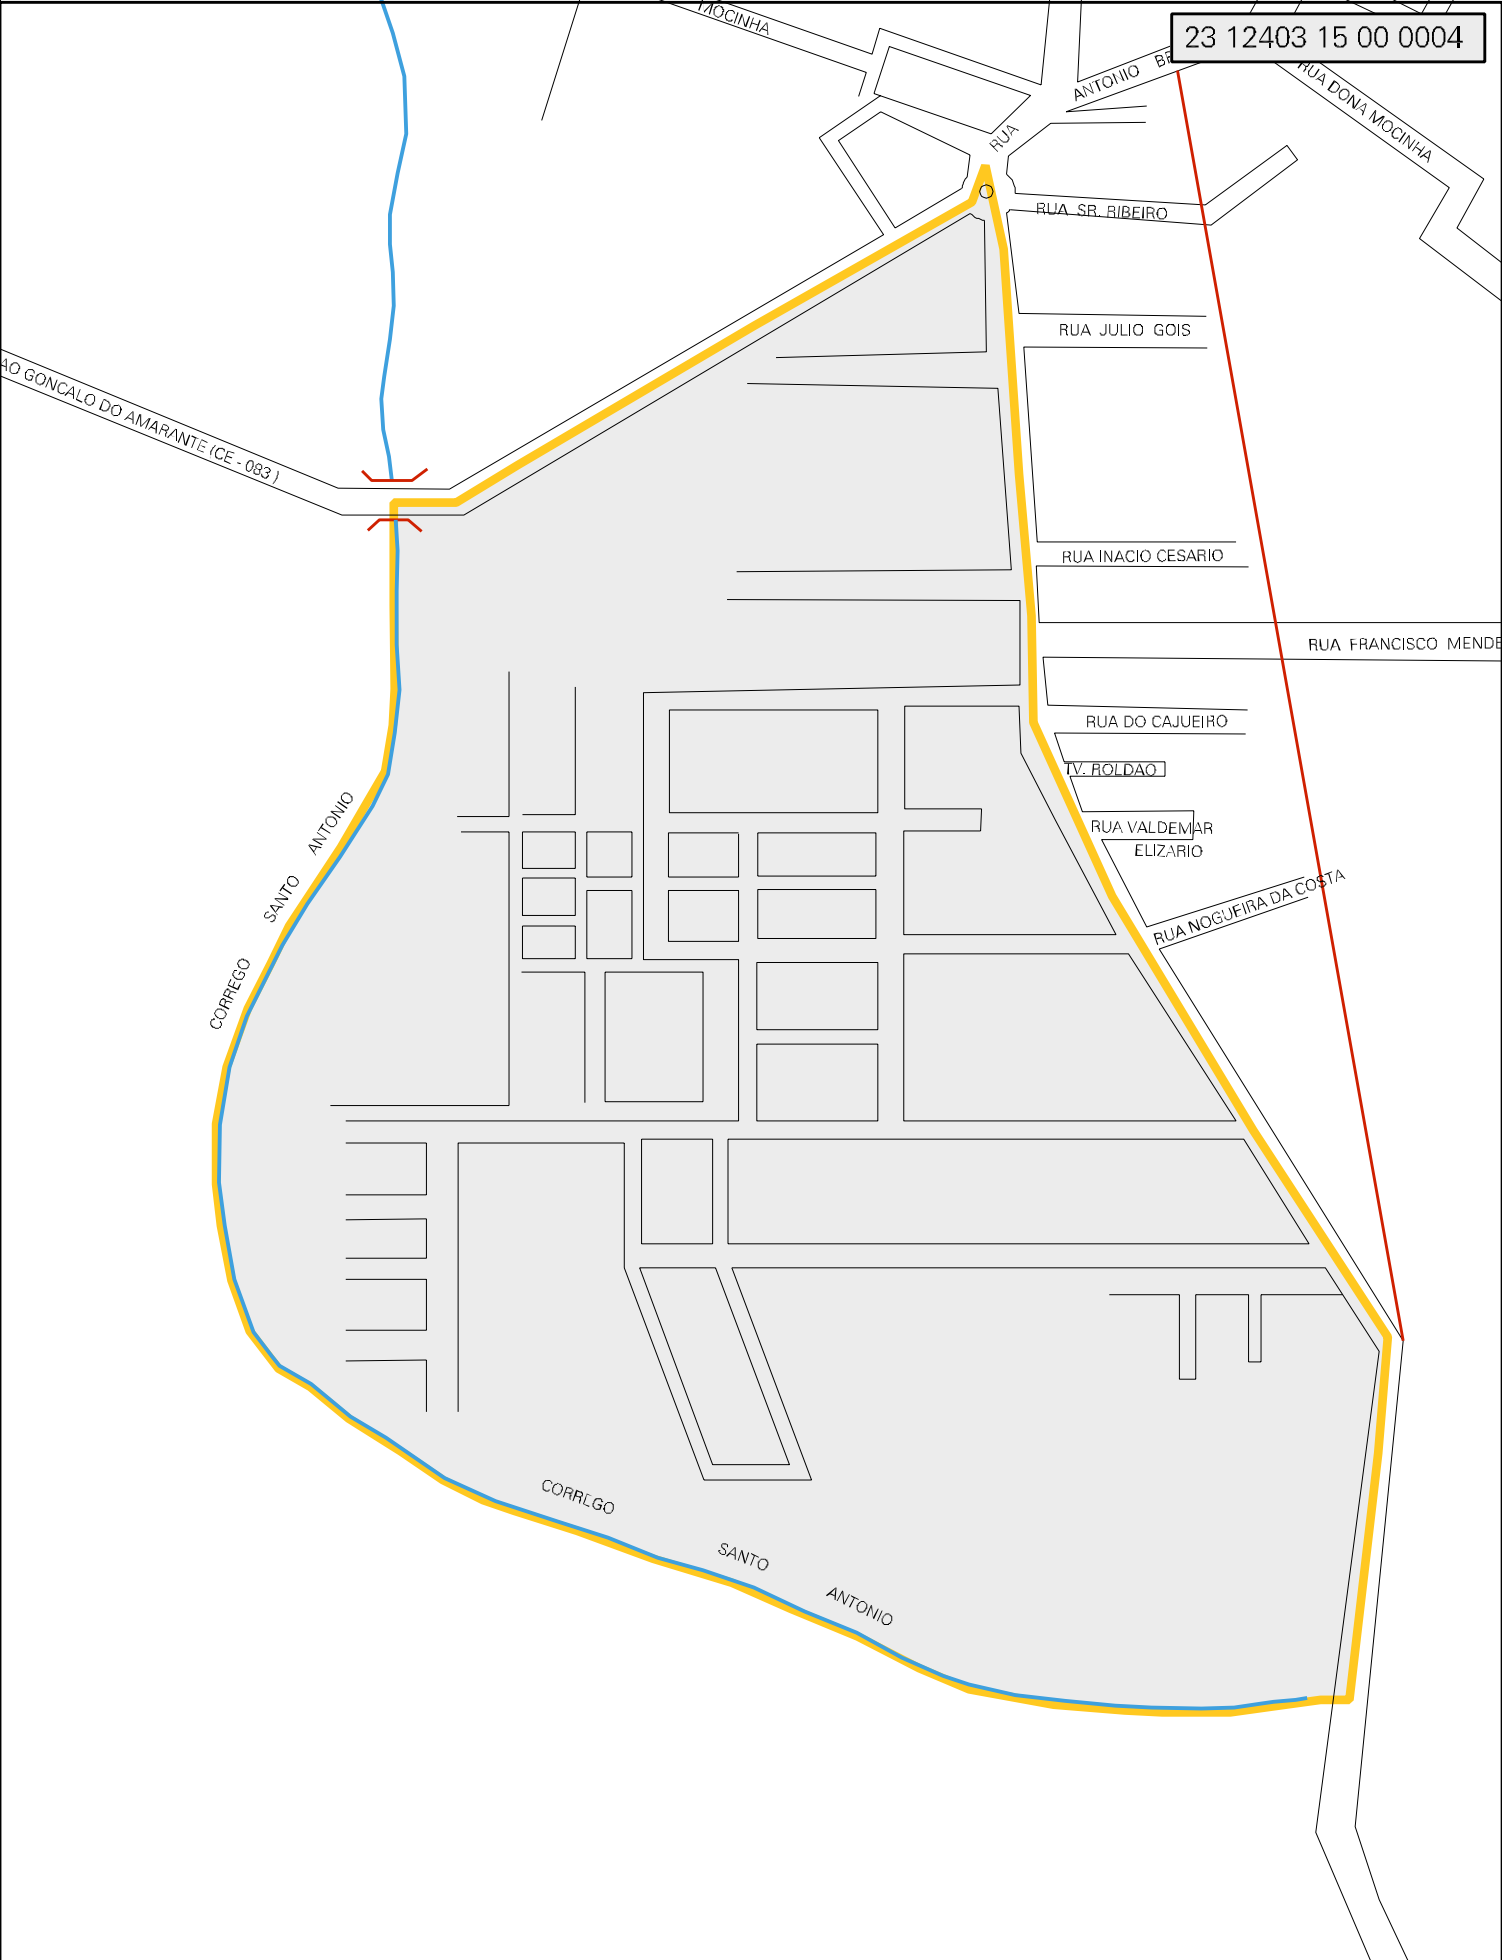 MOCINHA
23 12403 15 00 0004
ANTONIO
RUA DONA MOCINHA
RUA
RUA SR. RIBEIRO
RUA JULIO GOIS
AO GONCALO DO AMARANTE (CE - 083 )
RUA INACIO CESARIO
RUA FRANCISCO MENDE
RUA DO CAJUEIRO
TV. ROLDAO
RUA VALDEMAR
ELIZARIO
RUA NOGUEIRA DA COSTA
CORREGO SANTO ANTONIO
CORREGO SANTO ANTONIO